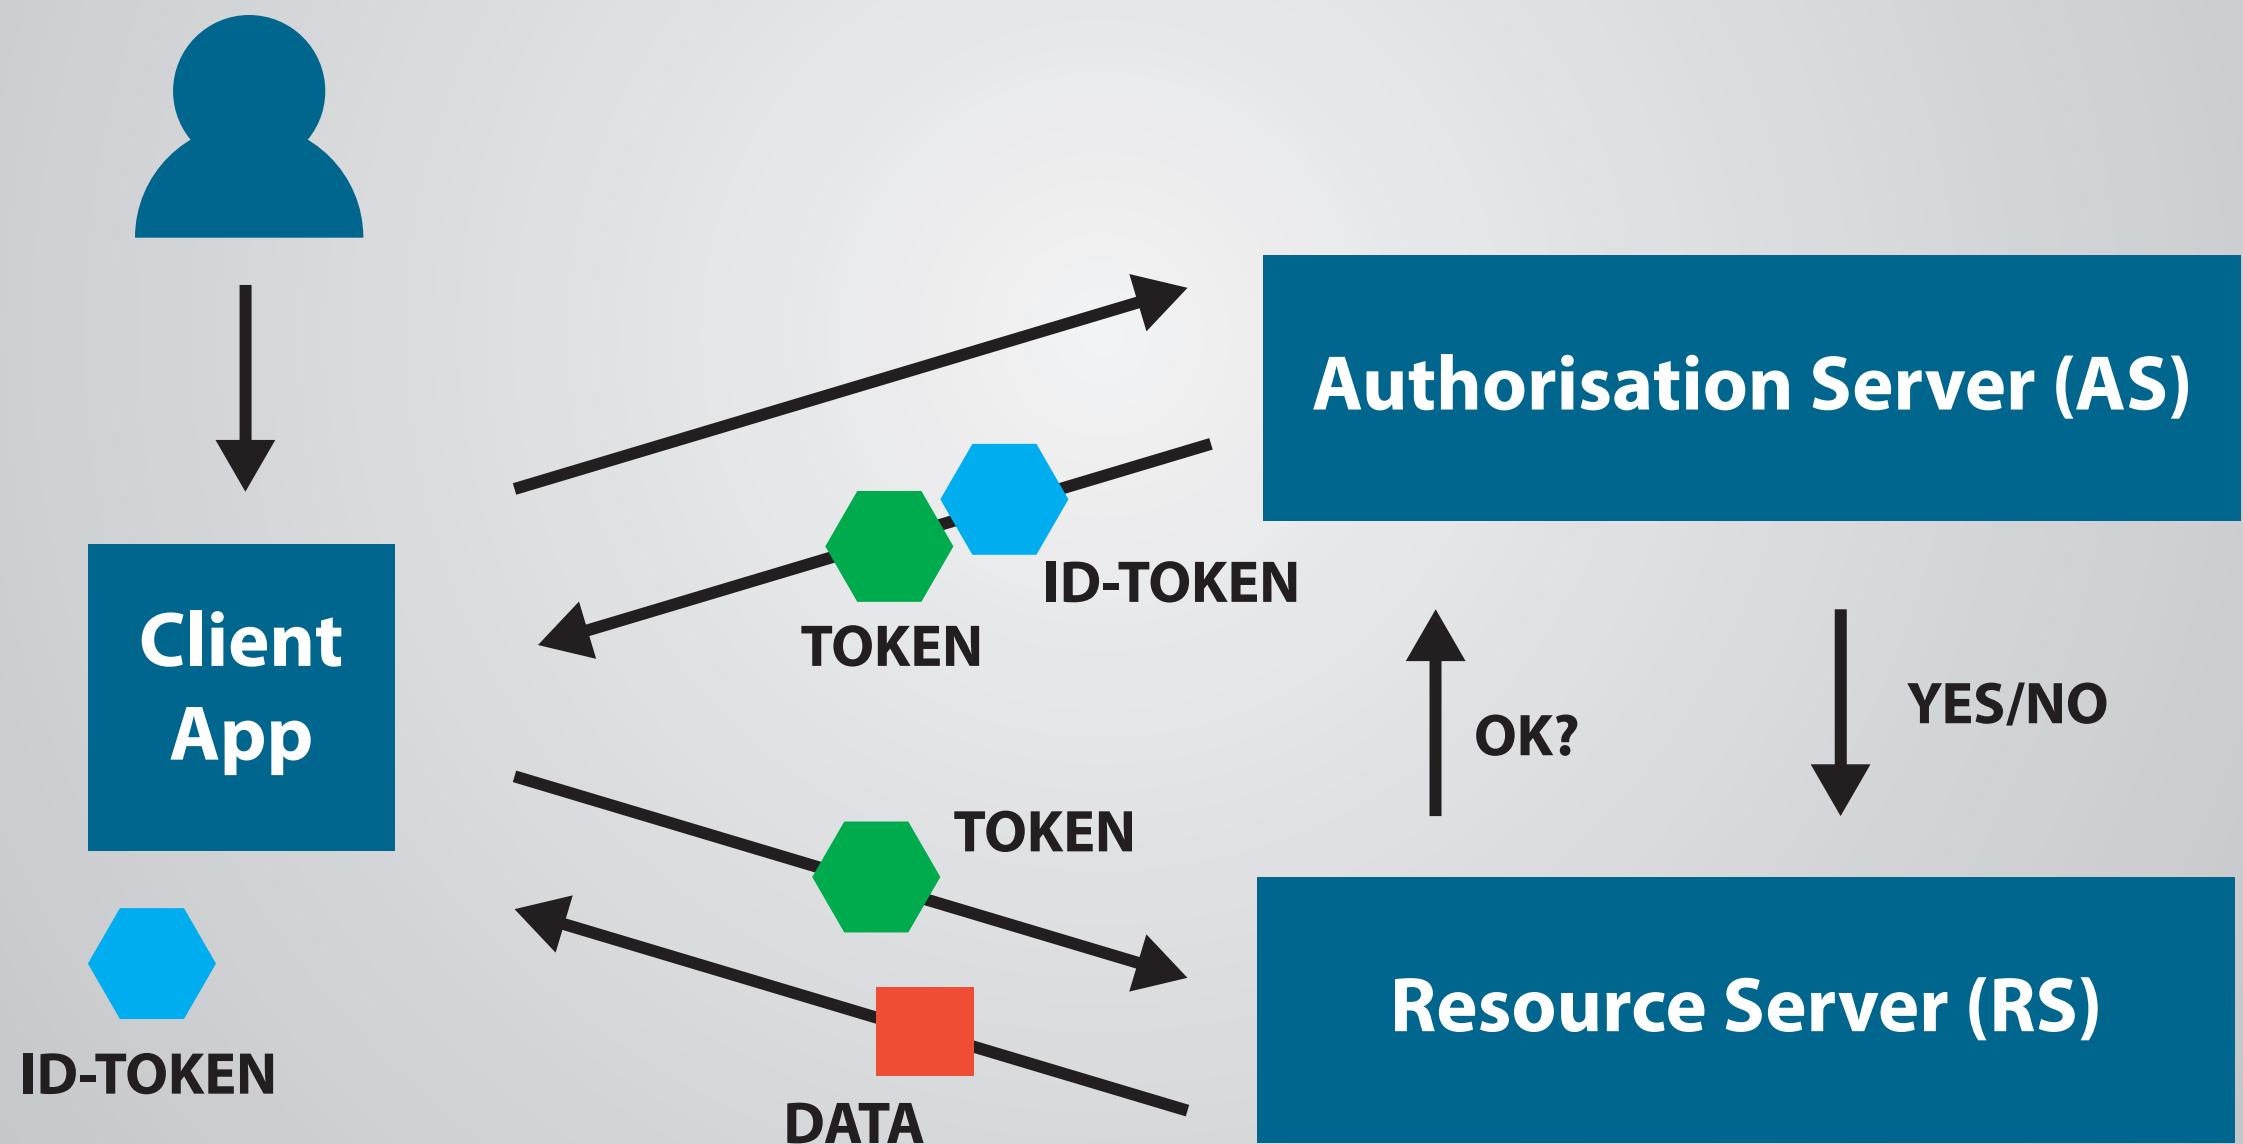 Authorisation Server (AS)
ID-TOKEN
TOKEN
Client
App
OK?
YES/NO
TOKEN
Resource Server (RS)
ID-TOKEN
DATA